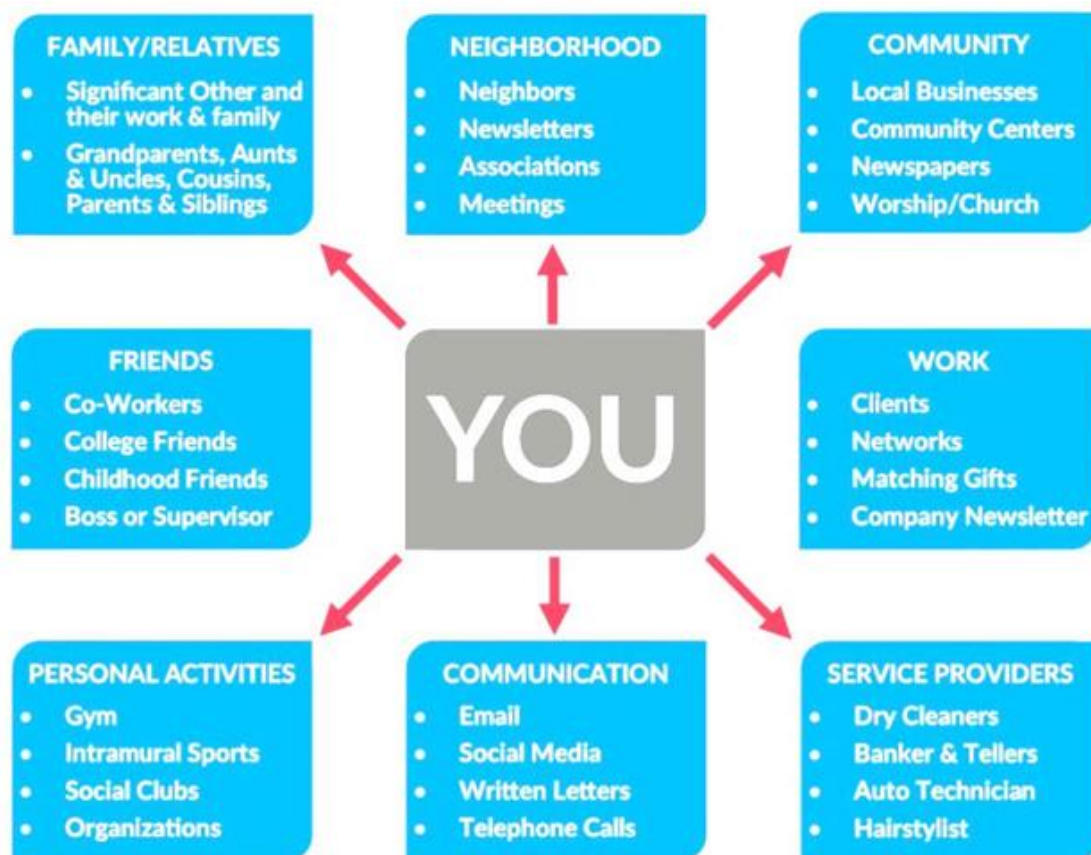 FAMILY/RELATIVES
• Significant Other and
their work & family
• Grandparents, Aunts
& Uncles, Cousins,
Parents & Siblings
NEIGHBORHOOD
• Neighbors
• Newsletters
• Associations
• Meetings
COMMUNITY
• Local Businesses
• Community Centers
• Newspapers
• Worship/Church
FRIENDS
• Co-Workers
• College Friends
• Childhood Friends
• Boss or Supervisor
YOU
WORK
• Clients
• Networks
• Matching Gifts
• Company Newsletter
PERSONAL ACTIVITIES
• Gym
• Intramural Sports
• Social Clubs
• Organizations
COMMUNICATION
• Email
• Social Media
• Written Letters
• Telephone Calls
SERVICE PROVIDERS
• Dry Cleaners
• Banker & Tellers
• Auto Technician
• Hairstylist